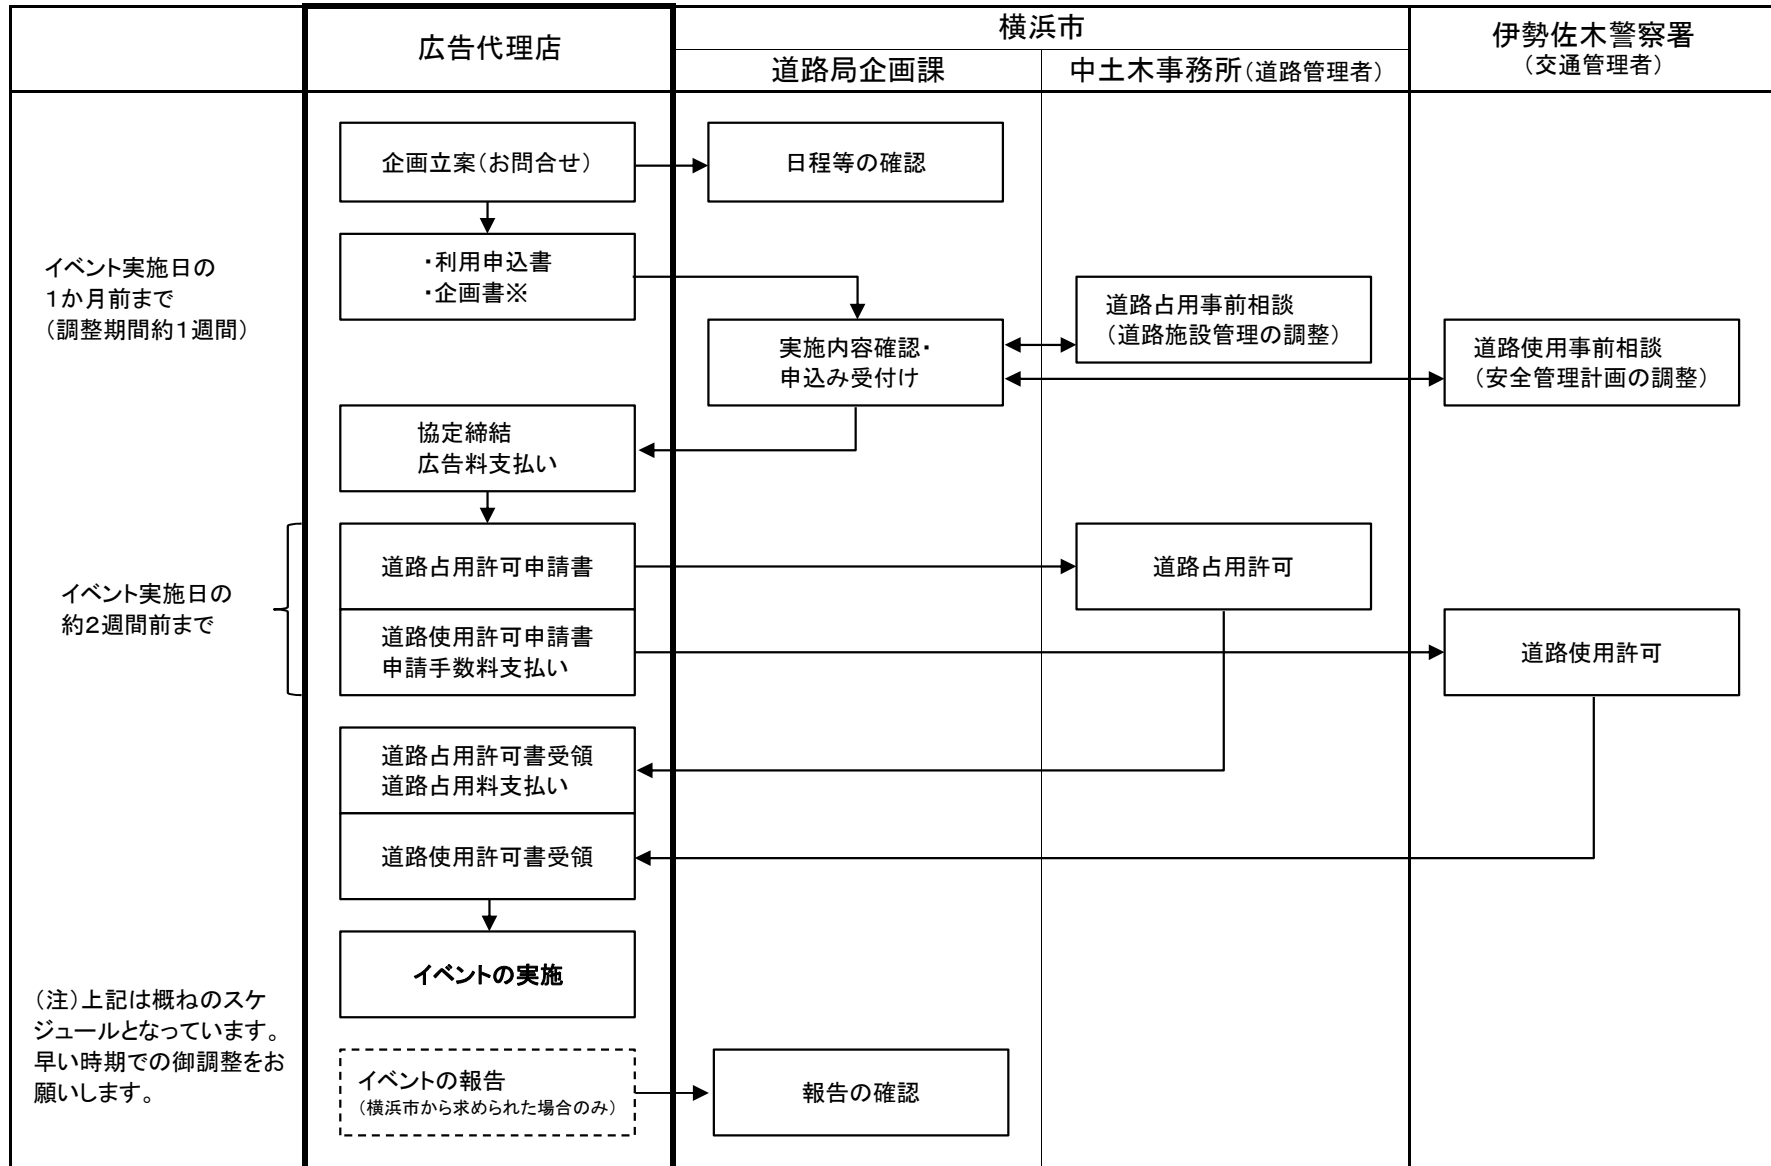 広告代理店
横浜市
道路局企画課
中土木事務所(道路管理者)
伊勢佐木警察署
(交通管理者)
企画立案(お問合せ)
日程等の確認
イベント実施日の
1か月前まで
(調整期間約1週間)
・利用申込書
・企画書※
実施内容確認・
申込み受付け
道路占用事前相談
(道路施設管理の調整)
道路使用事前相談
(安全管理計画の調整)
協定締結
広告料支払い
イベント実施日の
約2週間前まで
道路占用許可申請書
道路占用許可
道路使用許可申請書
申請手数料支払い
道路使用許可
道路占用許可書受領
道路占用料支払い
道路使用許可書受領
イベントの実施
(注)上記は概ねのスケ
ジュールとなっています。
早い時期での御調整をお
願いします。
イベントの報告
(横浜市から求められた場合のみ)
報告の確認